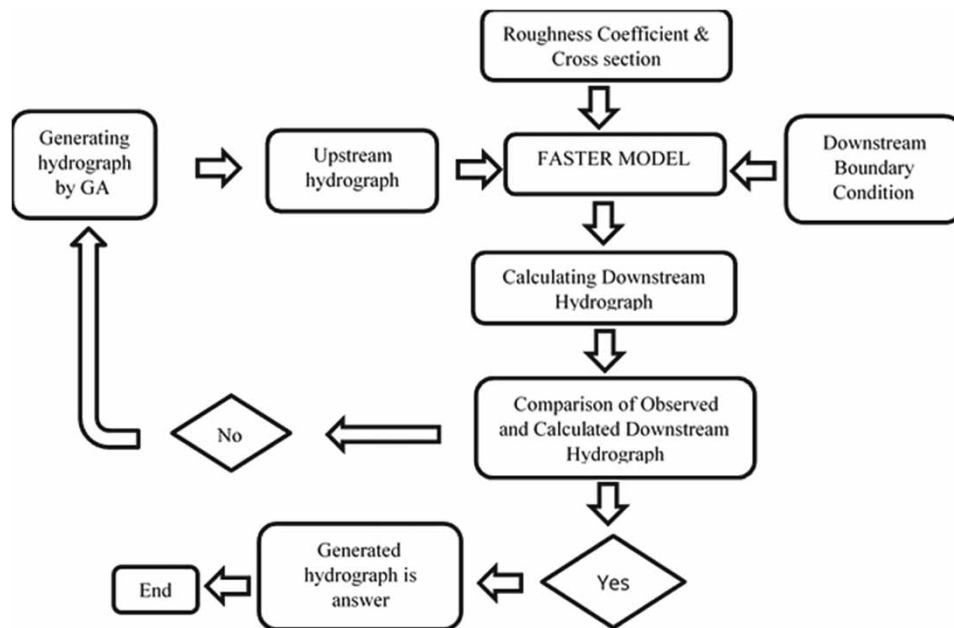 Roughness Coefficient &
Cross section
Generating
hydrograph
by GA
Upstream
hydrograph
FASTER MODEL
Downstream
Boundary
Condition
Calculating Downstream
Hydrograph
Comparison of Observed
and Calculated Downstream
Hydrograph
No
Yes
Generated
hydrograph is
answer
End